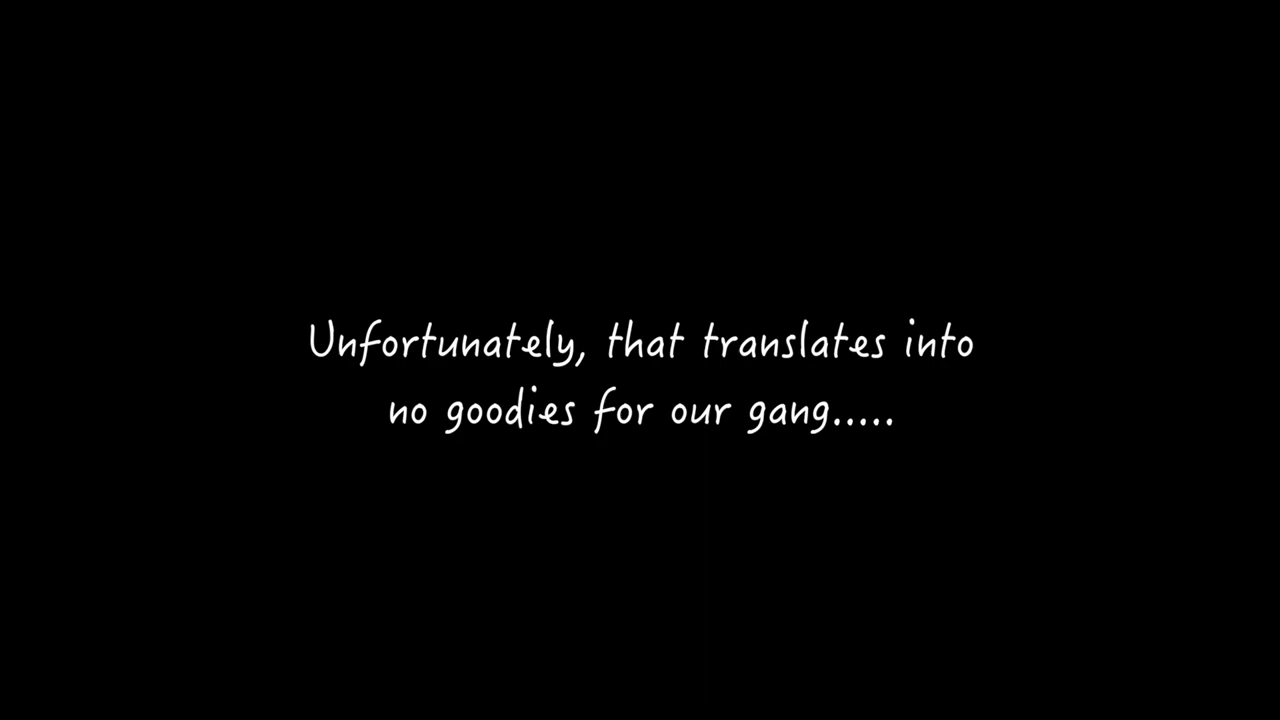 Unfortunately, that translates into
no goodies for our gang.....